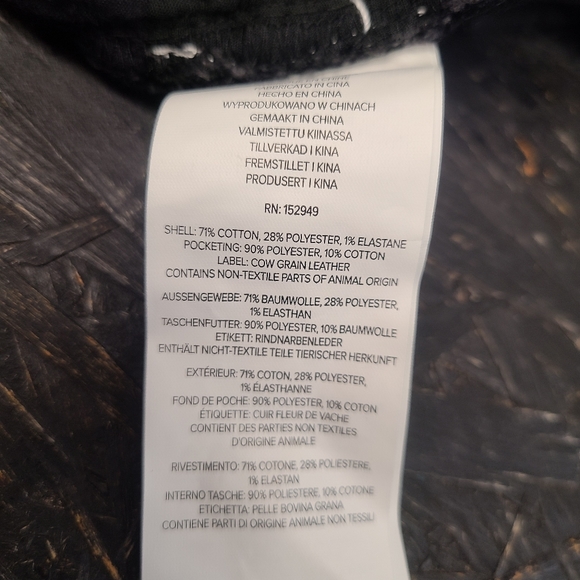 FABBRICATO IN CINA
HECHO EN CHINA
WYPRODUKOWANO W CHINACH
GEMAAKT IN CHINA
VALMISTETTU KIINASSA
TILLVERKAD I KINA
FREMSTILLET I KINA
PRODUSERT I KINA
RN: 152949
SHELL: 71% COTTON, 28% POLYESTER, 1% ELASTANE
POCKETING: 90% POLYESTER, 10% COTTON
LABEL: COW GRAIN LEATHER
CONTAINS NON-TEXTILE PARTS OF ANIMAL ORIGIN
AUSSENGEWEBE: 71% BAUMWOLLE, 28% POLYESTER,
1% ELASTHAN
TASCHENFUTTER: 90% POLYESTER, 10% BAUMWOLLE
ETIKETT: RINDNARBENLEDER
ENTHÄLT NICHT-TEXTILE TEILE TIERISCHER HERKUNFT
EXTÉRIEUR: 71% COTON, 28% POLYESTER,
1% ÉLASTHANNE
FOND DE POCHE: 90% POLYESTER, 10% COTON
ÉTIQUETTE: CUIR FLEUR DE VACHE
CONTIENT DES PARTIES NON TEXTILES
D'ORIGINE ANIMALE
RIVESTIMENTO: 71% COTONE, 28% POLIESTERE,
1% ELASTAN
INTERNO TASCHE: 90% POLIESTERE, 10% COTONE
ETICHETTA: PELLE BOVINA GRANA
CONTIENE PARTI DI ORIGINE ANIMALE NON TESSILI